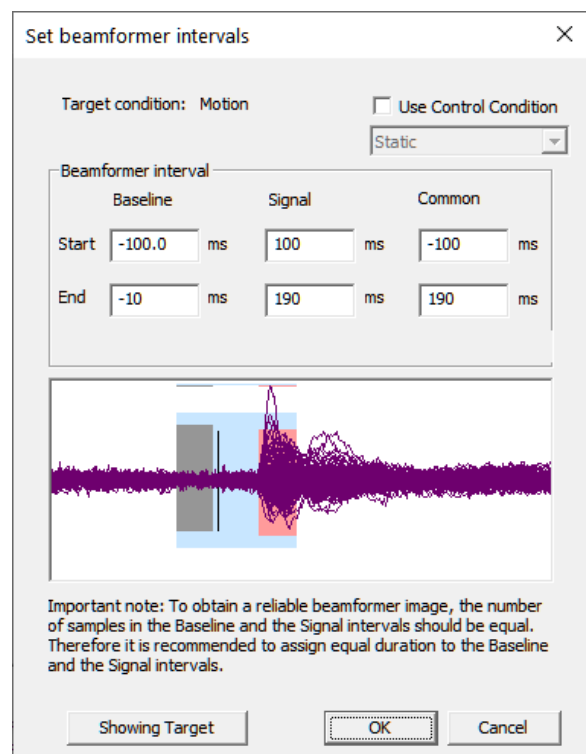 Set beamformer intervals
Target condition: Motion
Use Control Condition
Static
Beamformer interval
Baseline Signal Common
Start -100.0 ms 100 ms -100 ms
End -10 ms 190 ms 190 ms
Important note: To obtain a reliable beamformer image, the number
of samples in the Baseline and the Signal intervals should be equal.
Therefore it is recommended to assign equal duration to the Baseline
and the Signal intervals.
Showing Target OK Cancel